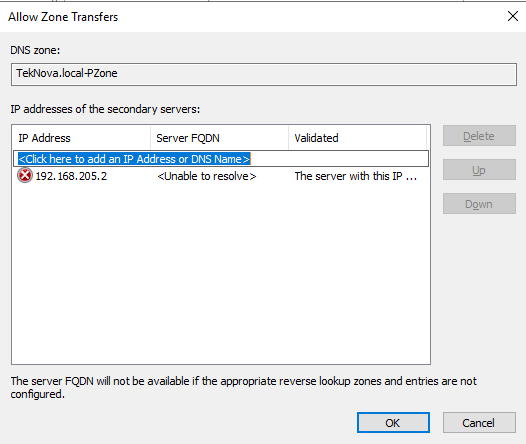 Allow Zone Transfers
DNS zone:
TekNova.local-PZone
IP addresses of the secondary servers:
IP Address Server FQDN Validated
<Click here to add an IP Address or DNS Name>
192.168.205.2 <Unable to resolve> The server with this IP ...
Delete
Up
Down
The server FQDN will not be available if the appropriate reverse lookup zones and entries are not
configured.
OK Cancel